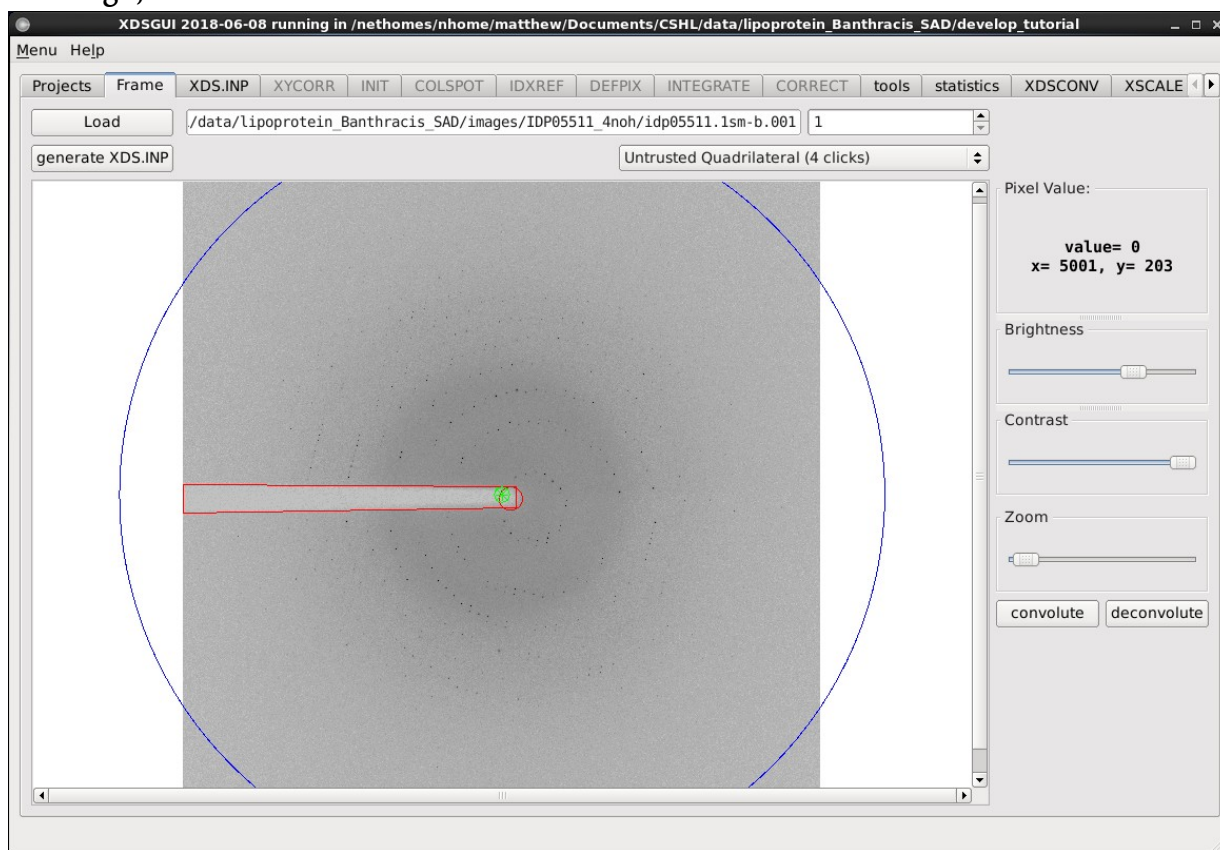 XDSGUI 2018-06-08 running in /nethomes/nhome/matthew/Documents/CSHL/data/lipoprotein_Banthracis_SAD/develop_tutorial
Menu Help
Projects Frame XDS.INP XYCORR INIT COLSPOT IDXREF DEFPIX INTEGRATE CORRECT tools statistics XDSCONV XSCALE
Load ./data/lipoprotein_Banthracis_SAD/images/IDP05511_4noh/idp05511.1sm-b.001 1
generate XDS.INP Untrusted Quadrilateral (4 clicks)
Pixel Value:
value= 0
x= 5001, y= 203
Brightness
Contrast
Zoom
convolute deconvolute